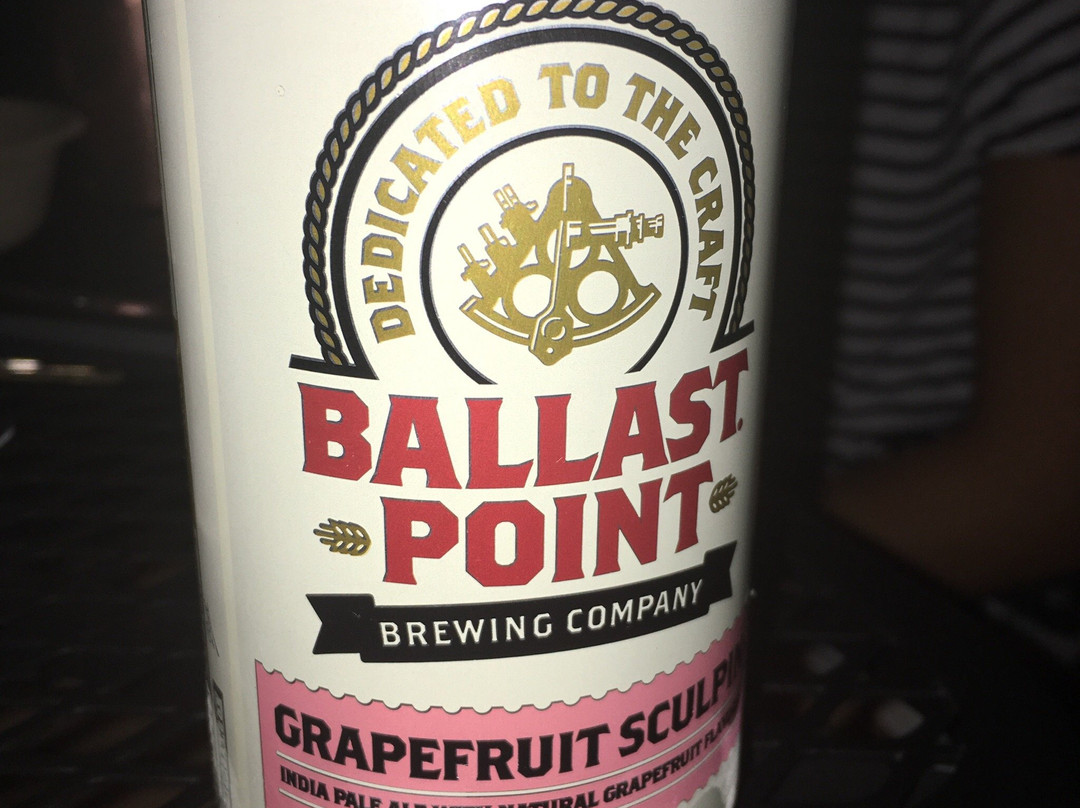 DEDICATED TO THE CRAFT
BALLAST
POINT
BREWING COMPANY
GRAPEFRUIT SCULPIN
INDIA PALE ALE WITH NATURAL GRAPEFRUIT